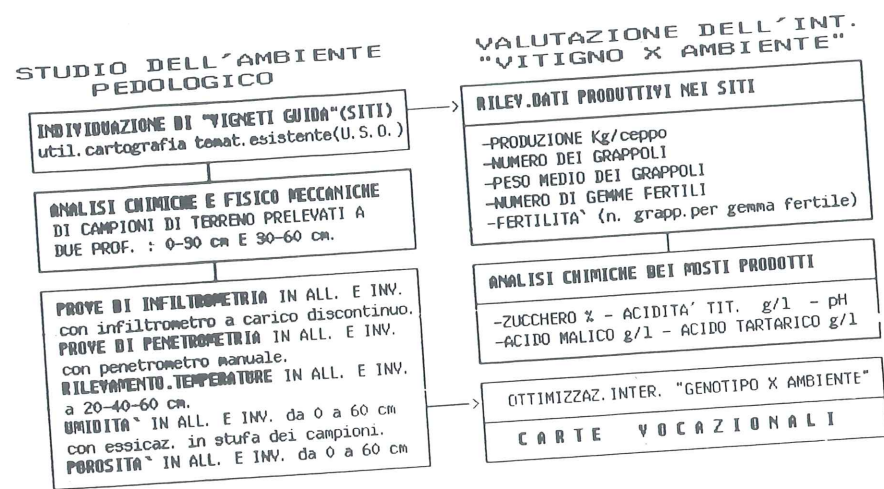 STUDIO DELL'AMBIENTE
PEDOLOGICO
INDIVIDUAZIONE DI "VIGNETI GUIDA"(SITI)
util.cartografia temat.esistente(U.S.O.)
ANALISI CHIMICHE E FISICO MECCANICHE
DI CAMPIONI DI TERRENO PRELEVATI A
DUE PROF. : 0-30 cm E 30-60 cm.
PROVE DI INFILTROMETRIA IN ALL. E INV.
con infiltrometro a carico discontinuo.
PROVE DI PENETROMETRIA IN ALL. E INV.
con penetrometro manuale.
RILEVAMENTO.TEMPERATURE IN ALL. E INV.
a 20-40-60 cm.
UMIDITA` IN ALL. E INV. da 0 a 60 cm
con essicaz. in stufa dei campioni.
POROSITA` IN ALL. E INV. da 0 a 60 cm
VALUTAZIONE DELL'INT.
"VITIGNO X AMBIENTE"
RILEV.DATI PRODUTTIVI NEI SITI
-PRODUZIONE Kg/ceppo
-NUMERO DEI GRAPPOLI
-PESO MEDIO DEI GRAPPOLI
-NUMERO DI GEMME FERTILI
-FERTILITA` (n. grapp.per gemma fertile)
ANALISI CHIMICHE DEI MOSTI PRODOTTI
-ZUCCHERO % - ACIDITA' TIT. g/l - pH
-ACIDO MALICO g/l - ACIDO TARTARICO g/l
OTTIMIZZAZ.INTER. "GENOTIPO X AMBIENTE"
CARTE VOCAZIONALI